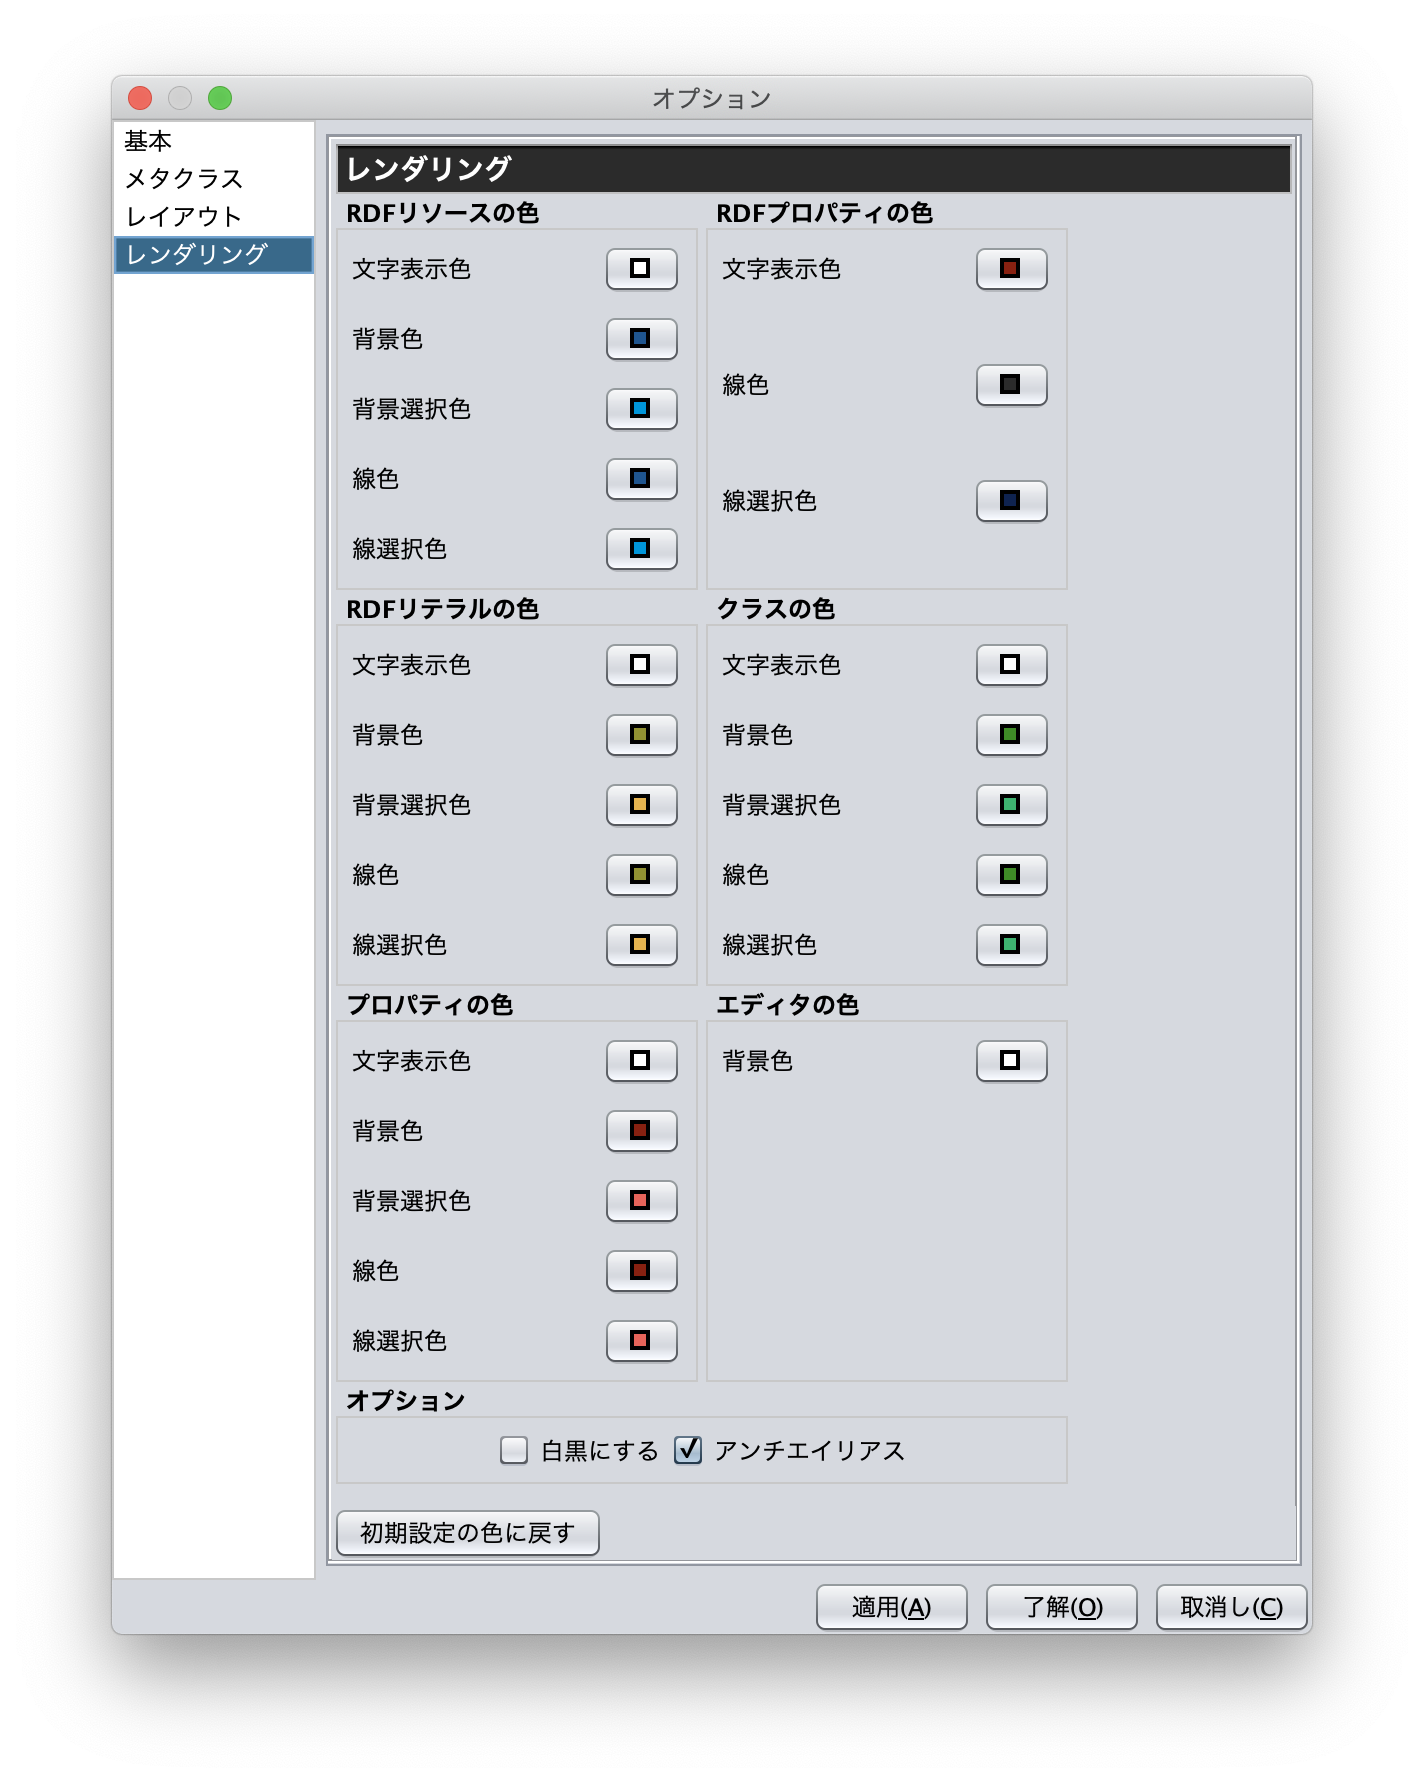 オプション
基本
メタクラス
レイアウト
レンダリング
レンダリング
RDFリソースの色
文字表示色
背景色
背景選択色
線色
線選択色
RDFプロパティの色
文字表示色
線色
線選択色
RDFリテラルの色
文字表示色
背景色
背景選択色
線色
線選択色
クラスの色
文字表示色
背景色
背景選択色
線色
線選択色
プロパティの色
文字表示色
背景色
背景選択色
線色
線選択色
エディタの色
背景色
オプション
白黒にする アンチエイリアス
初期設定の色に戻す
適用(A) 了解(O) 取消し(C)